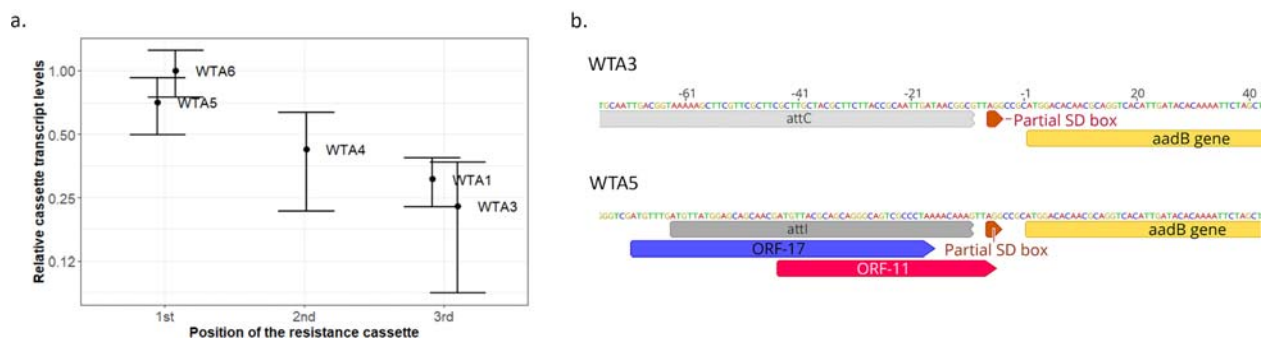 a.
Relative cassette transcript levels
1.00
0.50
0.25
0.12
WTA6
WTA5
WTA4
WTA1
WTA3
1st
2nd
3rd
Position of the resistance cassette
b.
WTA3
-61
-41
-21
-1
20
40
TGCAATTGACGGTAAAAAGCTTCGTTCGCTTCGCTTGCTACGCTTCTTACCGCAATTGATAACGGCGTTAGGCCGCATGGACACAACGCAGGTCACATTGATACACAAAATTCTAGCT
attC
Partial SD box
aadB gene
WTA5
GGGTCGATGTTTGATGTTATGGAGCAGCAACGATGTTACGCAGCAGGGCAGTCGCCCTAAAACAAAGTTAGGCCGCATGGACACAACGCAGGTCACATTGATACACAAAATTCTAGCT
attI
aadB gene
ORF-17
Partial SD box
ORF-11